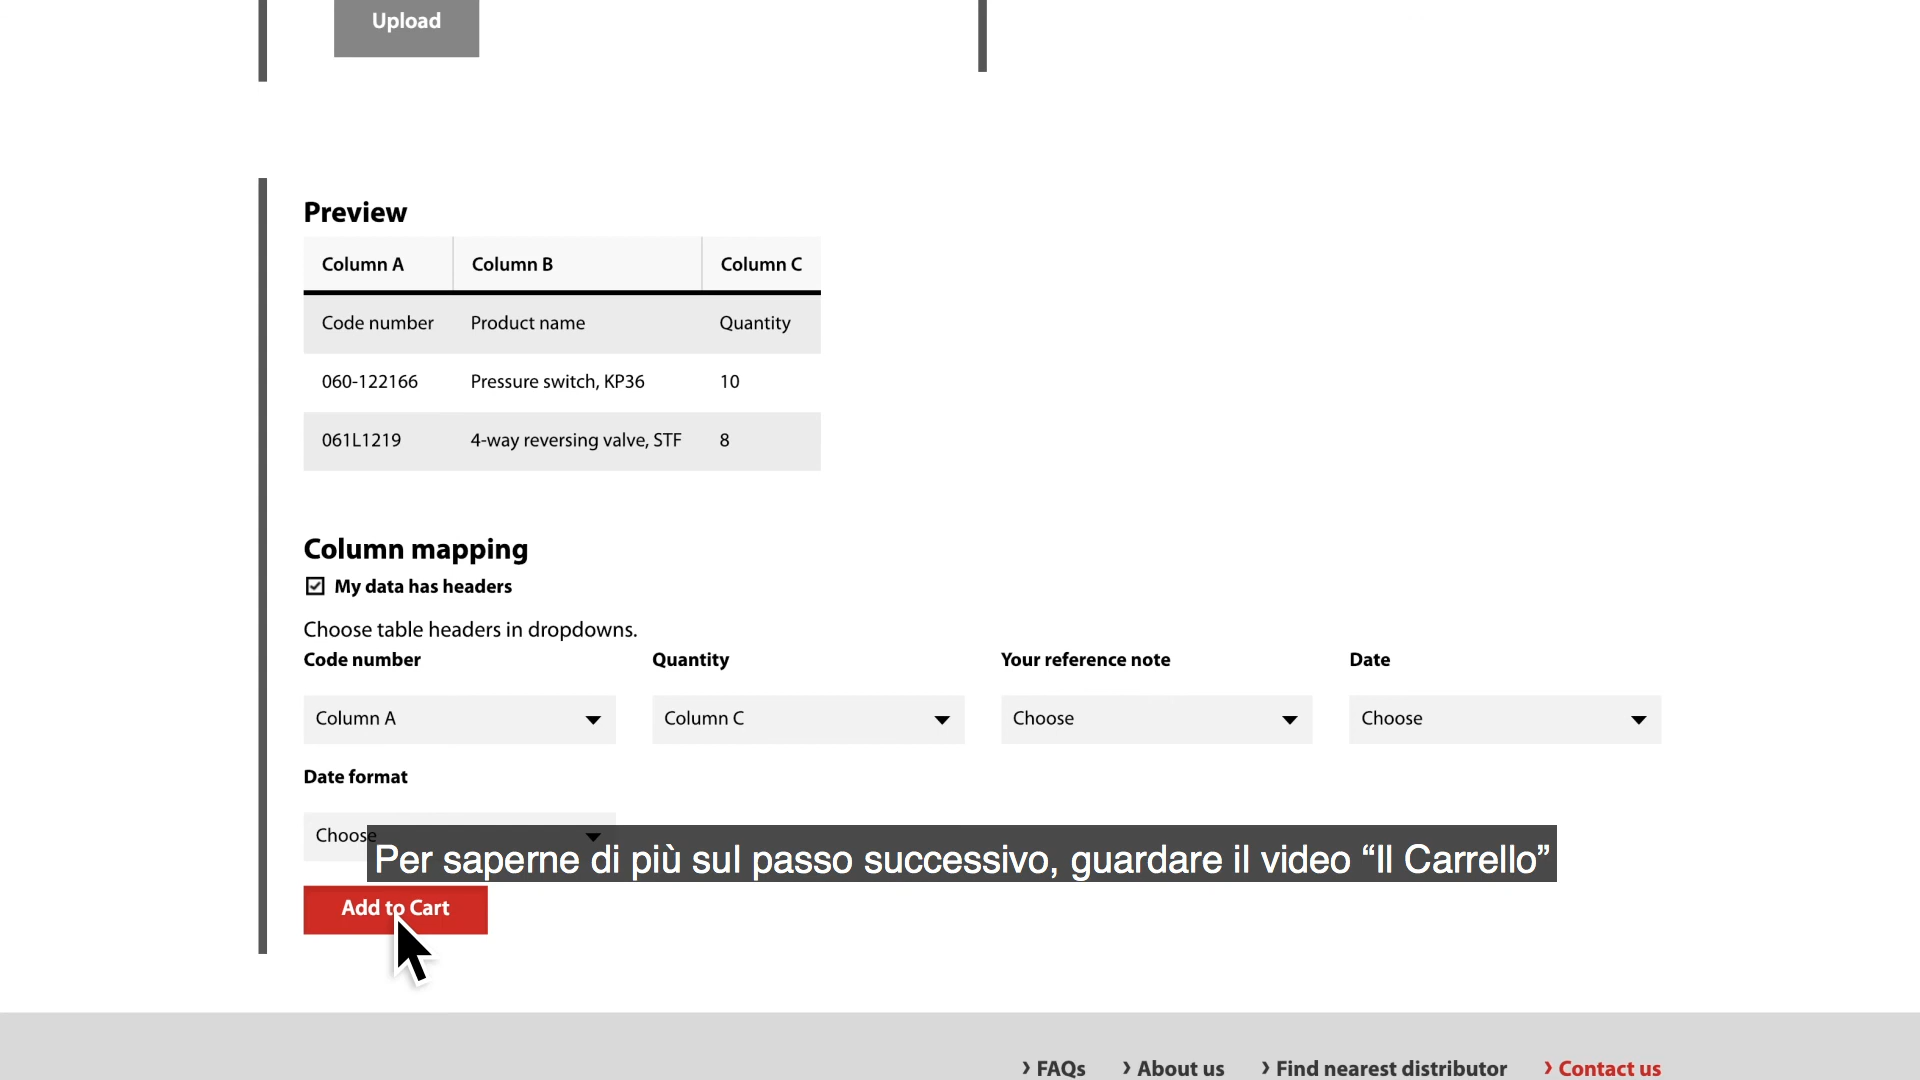 Upload
Preview
Column A Column B Column C
Code number Product name Quantity
060-122166 Pressure switch, KP36 10
061L1219 4-way reversing valve, STF 8
Column mapping
My data has headers
Choose table headers in dropdowns.
Code number Quantity Your reference note Date
Column A Column C Choose Choose
Date format
Choose
Per saperne di più sul passo successivo, guardare il video “Il Carrello”
Add to Cart
› FAQs › About us › Find nearest distributor › Contact us